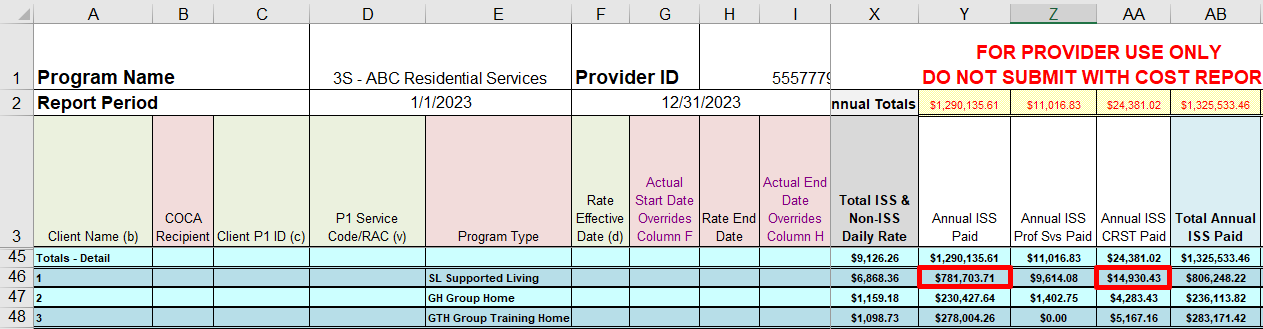 A B C D E F G H I X Y Z AA AB
FOR PROVIDER USE ONLY
1 Program Name 3S - ABC Residential Services Provider ID 5557779 DO NOT SUBMIT WITH COST REPOR
2 Report Period 1/1/2023 12/31/2023 nnual Totals $1,290,135.61 $11,016.83 $24,381.02 $1,325,533.46
Actual Actual End
Rate Start Date Date Total ISS &
COCA P1 Service Effective Overrides Rate End Overrides Non-ISS Annual ISS Annual ISS Annual ISS Total Annual
3 Client Name (b) Recipient Client P1 ID (c) Code/RAC (v) Program Type Date (d) Column F Date Column H Daily Rate Paid Prof Svs Paid CRST Paid ISS Paid
45 Totals - Detail $9,126.26 $1,290,135.61 $11,016.83 $24,381.02 $1,325,533.46
46 1 SL Supported Living $6,868.36 $781,703.71 $9,614.08 $14,930.43 $806,248.22
47 2 GH Group Home $1,159.18 $230,427.64 $1,402.75 $4,283.43 $236,113.82
48 3 GTH Group Training Home $1,098.73 $278,004.26 $0.00 $5,167.16 $283,171.42